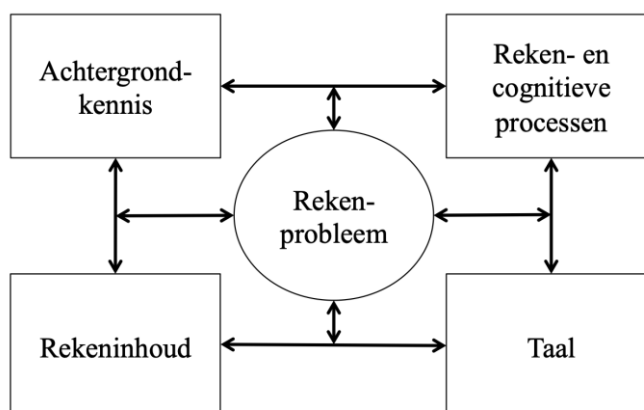 Achtergrond-
kennis
Reken- en
cognitieve
processen
Reken-
probleem
Rekeninhoud
Taal